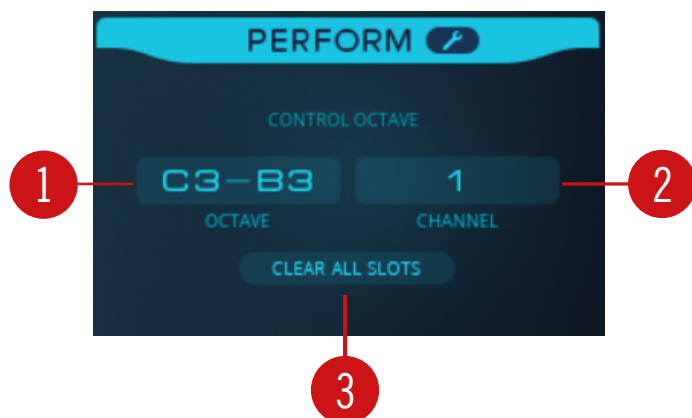 PERFORM
CONTROL OCTAVE
1 C3-B3 1 2
OCTAVE CHANNEL
CLEAR ALL SLOTS
3